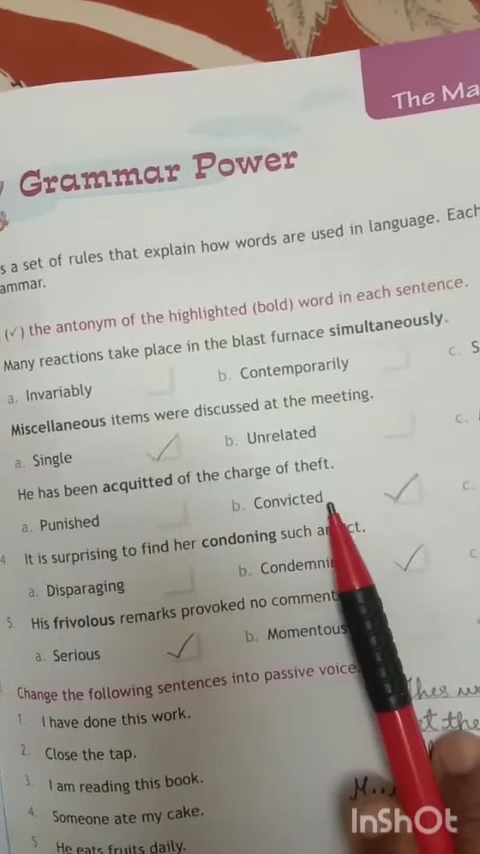 The Ma
Grammar Power
s a set of rules that explain how words are used in language. Each
ammar.
(✓) the antonym of the highlighted (bold) word in each sentence.
Many reactions take place in the blast furnace simultaneously.
a. Invariably b. Contemporarily c. S
Miscellaneous items were discussed at the meeting.
a. Single b. Unrelated c.
He has been acquitted of the charge of theft.
a. Punished b. Convicted c.
4. It is surprising to find her condoning such an ct.
a. Disparaging b. Condemnin c
5. His frivolous remarks provoked no comment
a. Serious b. Momentous
Change the following sentences into passive voice.
1. I have done this work.
2. Close the tap.
3. I am reading this book.
4. Someone ate my cake.
5. He eats fruits daily.
t the
InShOt